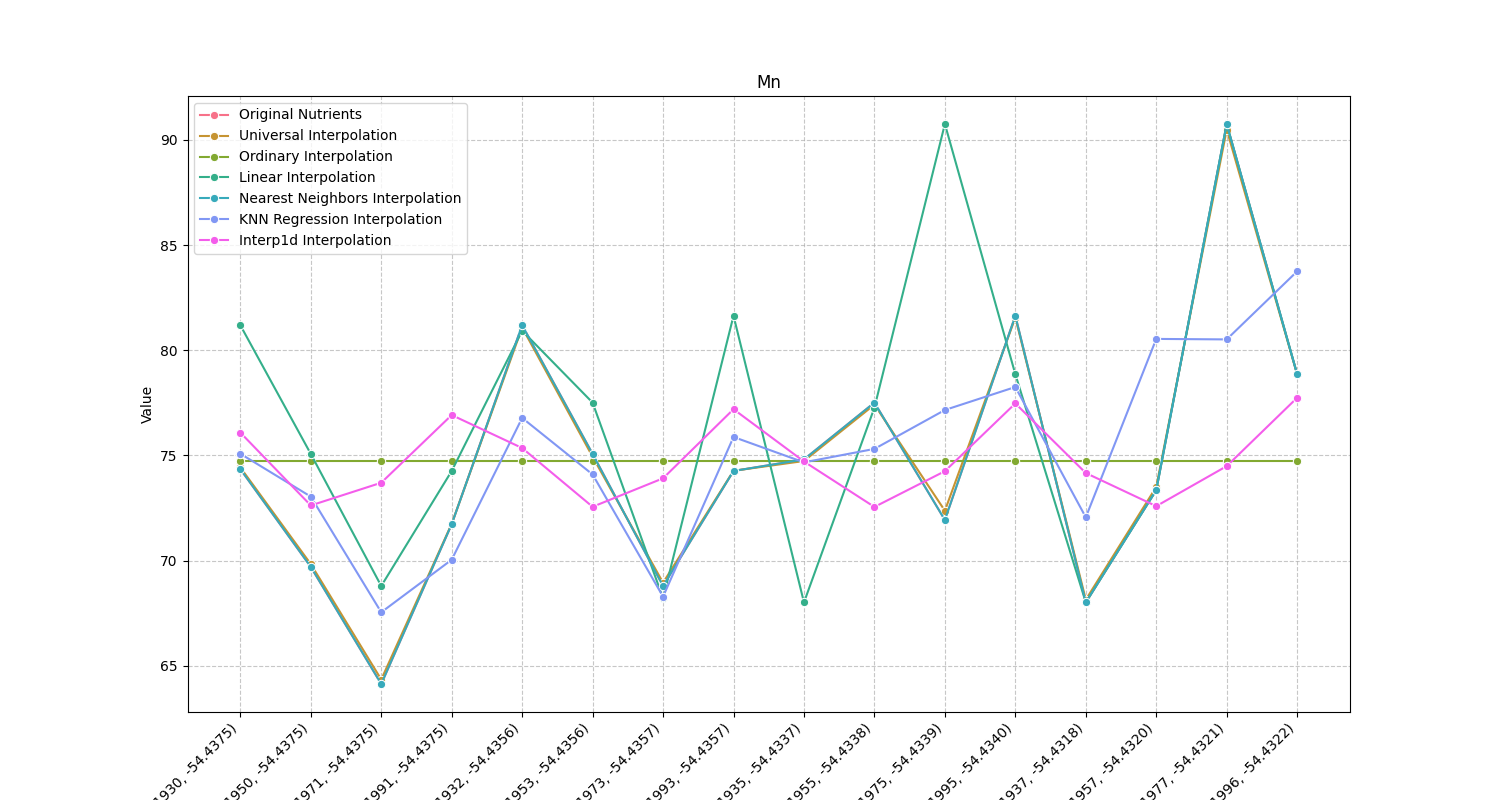 Mn
Original Nutrients
Universal Interpolation
Ordinary Interpolation
Linear Interpolation
Nearest Neighbors Interpolation
KNN Regression Interpolation
Interp1d Interpolation
Value
90
85
80
75
70
65
1930, -54.4375)
1950, -54.4375)
1971, -54.4375)
1991, -54.4375)
1932, -54.4356)
1953, -54.4356)
1973, -54.4357)
1993, -54.4357)
1935, -54.4337)
1955, -54.4338)
1975, -54.4339)
1995, -54.4340)
1937, -54.4318)
1957, -54.4320)
1977, -54.4321)
1996, -54.4322)